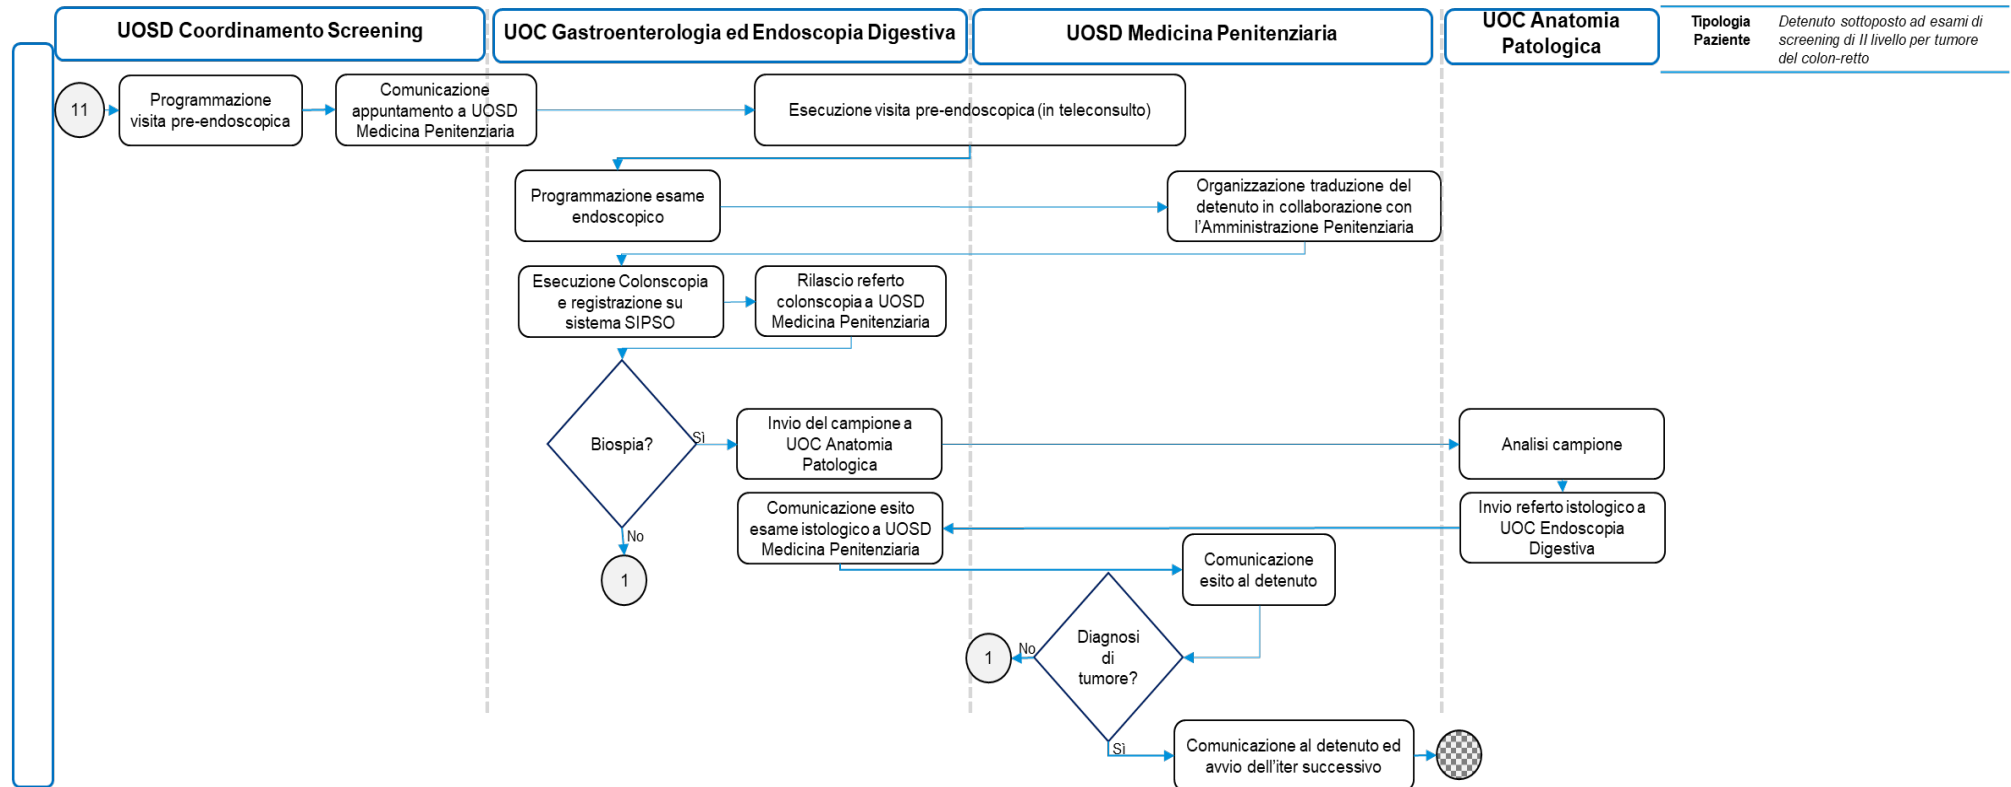 UOSD Coordinamento Screening
UOC Gastroenterologia ed Endoscopia Digestiva
UOSD Medicina Penitenziaria
UOC Anatomia
Patologica
Tipologia
Paziente
Detenuto sottoposto ad esami di
screening di II livello per tumore
del colon-retto
11
Programmazione
visita pre-endoscopica
Comunicazione
appuntamento a UOSD
Medicina Penitenziaria
Esecuzione visita pre-endoscopica (in teleconsulto)
Programmazione esame
endoscopico
Organizzazione traduzione del
detenuto in collaborazione con
l’Amministrazione Penitenziaria
Esecuzione Colonscopia
e registrazione su
sistema SIPSO
Rilascio referto
colonscopia a UOSD
Medicina Penitenziaria
Biospia?
Sì
Invio del campione a
UOC Anatomia
Patologica
Analisi campione
No
1
Comunicazione esito
esame istologico a UOSD
Medicina Penitenziaria
Invio referto istologico a
UOC Endoscopia
Digestiva
Comunicazione
esito al detenuto
Diagnosi
di
tumore?
No
1
Sì
Comunicazione al detenuto ed
avvio dell’iter successivo